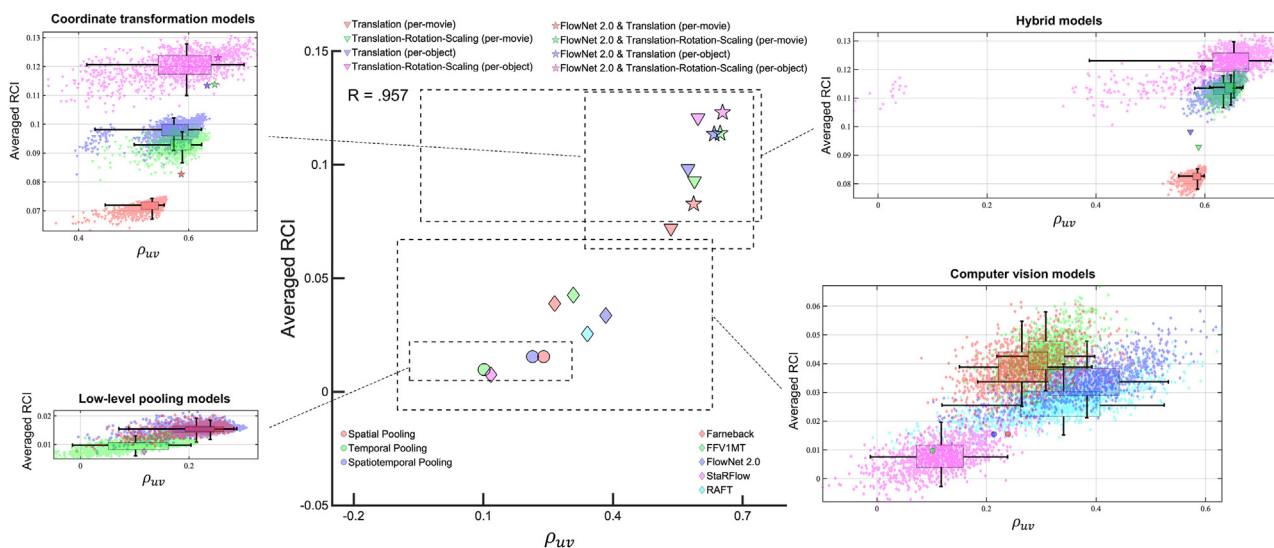 Coordinate transformation models
Averaged RCI
0.13
0.12
0.11
0.1
0.09
0.08
0.07
0.4
0.6
ρuv
Low-level pooling models
Averaged RCI
0.02
0.01
0
0.2
ρuv
Translation (per-movie)
Translation-Rotation-Scaling (per-movie)
Translation (per-object)
Translation-Rotation-Scaling (per-object)
FlowNet 2.0 & Translation (per-movie)
FlowNet 2.0 & Translation-Rotation-Scaling (per-movie)
FlowNet 2.0 & Translation (per-object)
FlowNet 2.0 & Translation-Rotation-Scaling (per-object)
R = .957
Averaged RCI
0.15
0.1
0.05
0
-0.05
-0.2
0.1
0.4
0.7
ρuv
Spatial Pooling
Temporal Pooling
Spatiotemporal Pooling
Farneback
FFV1MT
FlowNet 2.0
StaRFlow
RAFT
Hybrid models
Averaged RCI
0.13
0.12
0.11
0.1
0.09
0.08
0
0.2
0.4
0.6
ρuv
Computer vision models
Averaged RCI
0.06
0.05
0.04
0.03
0.02
0.01
0
0
0.2
0.4
0.6
ρuv